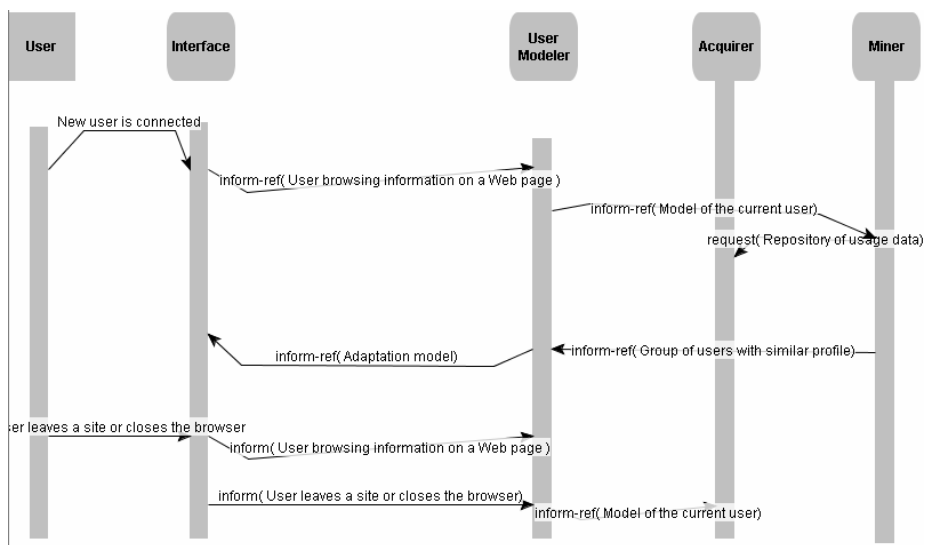 User
Interface
User
Modeler
Acquirer
Miner
New user is connected
inform-ref( User browsing information on a Web page )
inform-ref( Model of the current user)
request( Repository of usage data)
inform-ref( Adaptation model)
inform-ref( Group of users with similar profile)
ser leaves a site or closes the browser
inform( User browsing information on a Web page )
inform( User leaves a site or closes the browser)
inform-ref( Model of the current user)